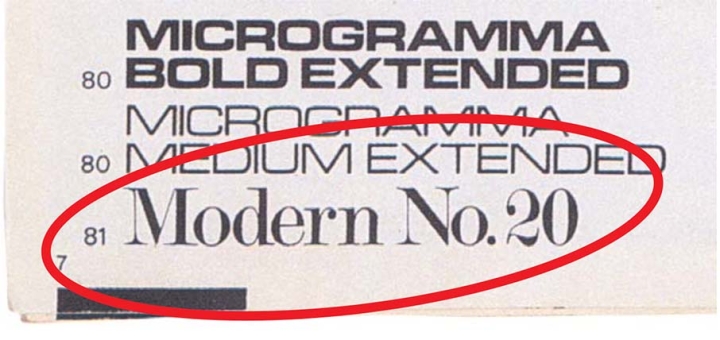 MICROGRAMMA
80 BOLD EXTENDED
MICROGRAMMA
80 MEDIUM EXTENDED
81 Modern No. 20
7